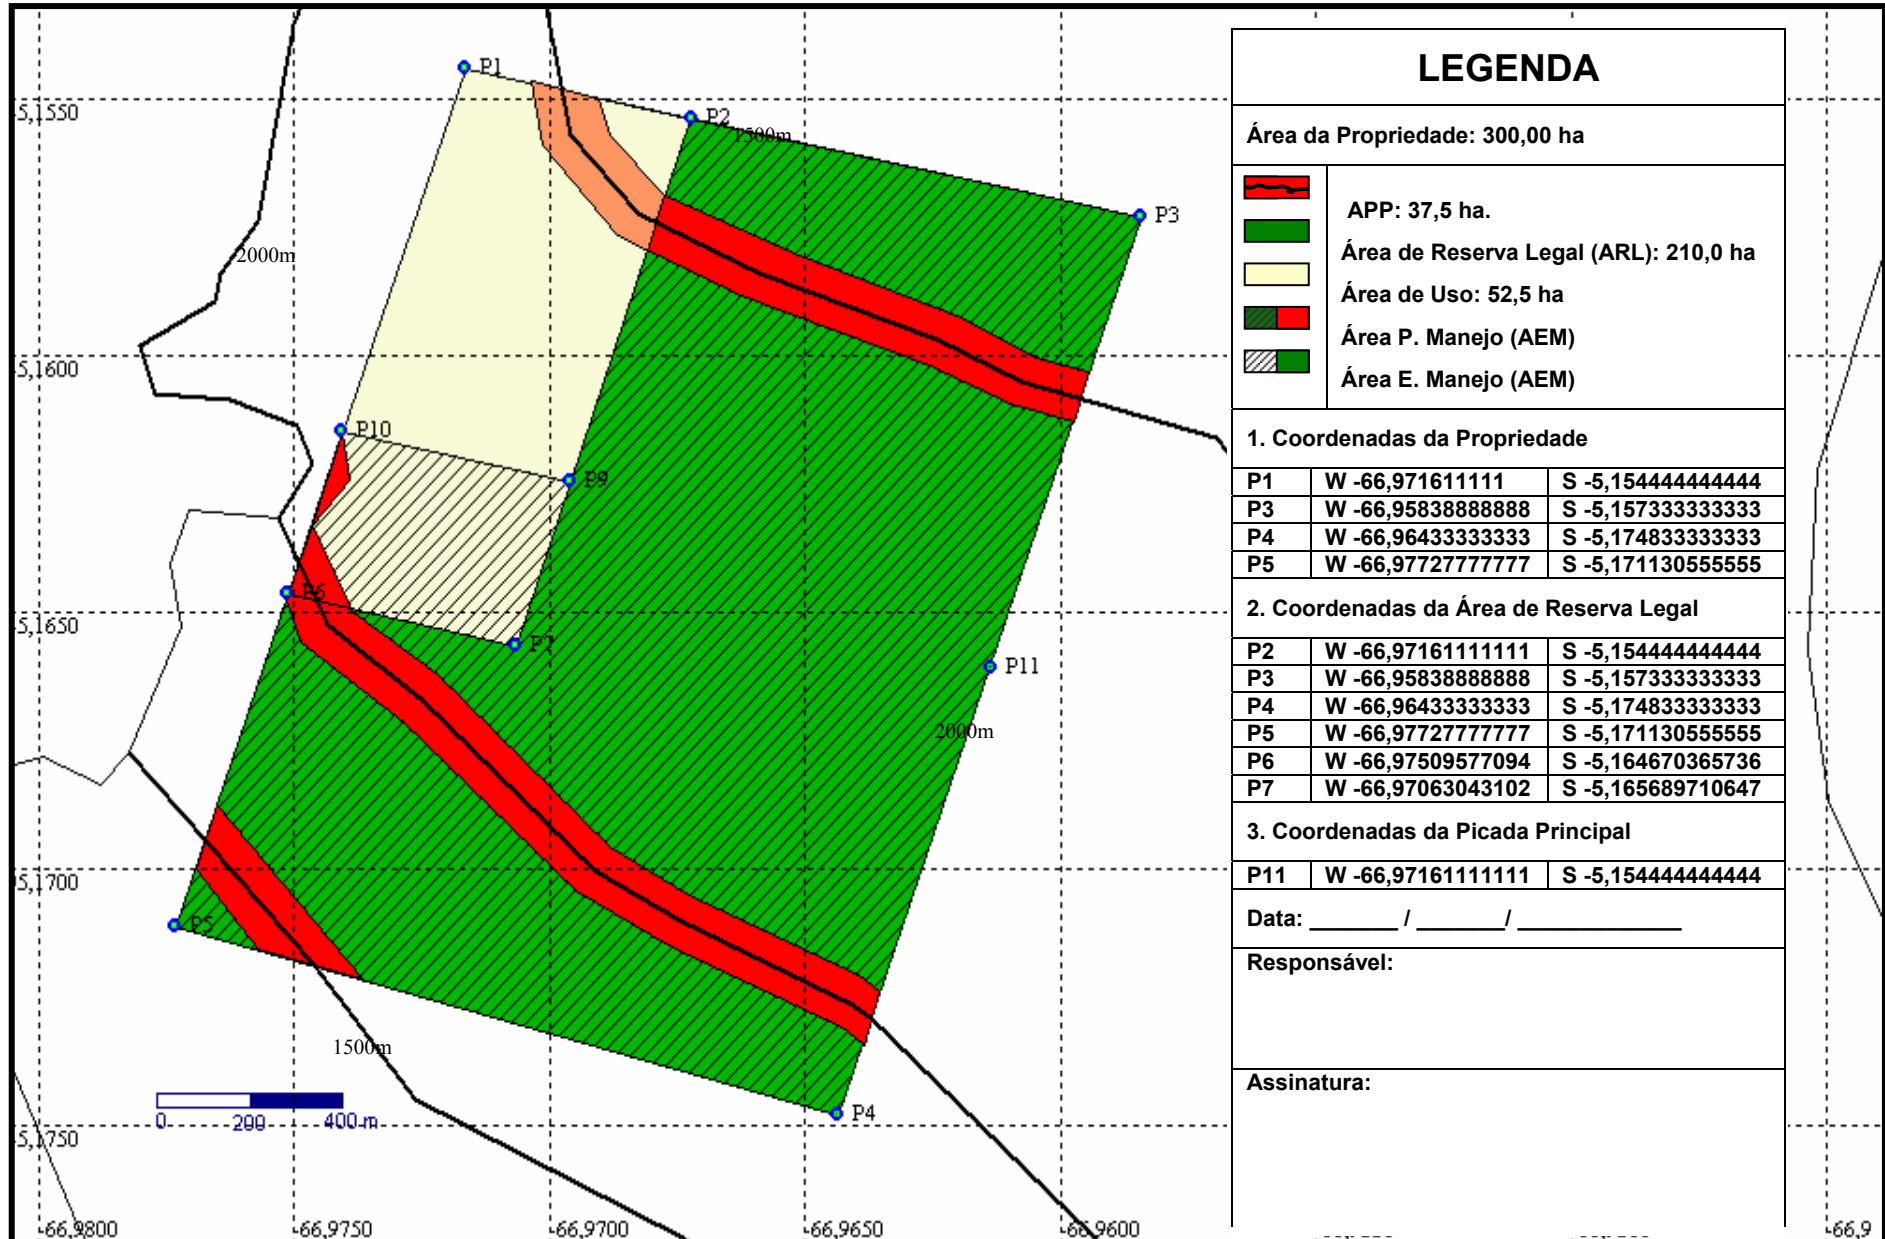 P1
5,1550
P2
1500m
P3
2000m
5,1600
P10
P9
P6
5,1650
P7
P11
2000m
5,1700
P5
1500m
0 200 400 m
P4
5,1750
-66,9800 -66,9750 -66,9700 -66,9650 -66,9600 -66,9
LEGENDA
Área da Propriedade: 300,00 ha
APP: 37,5 ha.
Área de Reserva Legal (ARL): 210,0 ha
Área de Uso: 52,5 ha
Área P. Manejo (AEM)
Área E. Manejo (AEM)
1. Coordenadas da Propriedade
P1 W -66,971611111 S -5,154444444444
P3 W -66,95838888888 S -5,157333333333
P4 W -66,96433333333 S -5,174833333333
P5 W -66,97727777777 S -5,171130555555
2. Coordenadas da Área de Reserva Legal
P2 W -66,97161111111 S -5,154444444444
P3 W -66,95838888888 S -5,157333333333
P4 W -66,96433333333 S -5,174833333333
P5 W -66,97727777777 S -5,171130555555
P6 W -66,97509577094 S -5,164670365736
P7 W -66,97063043102 S -5,165689710647
3. Coordenadas da Picada Principal
P11 W -66,97161111111 S -5,154444444444
Data: _______ / _______/ _____________
Responsável:
Assinatura: